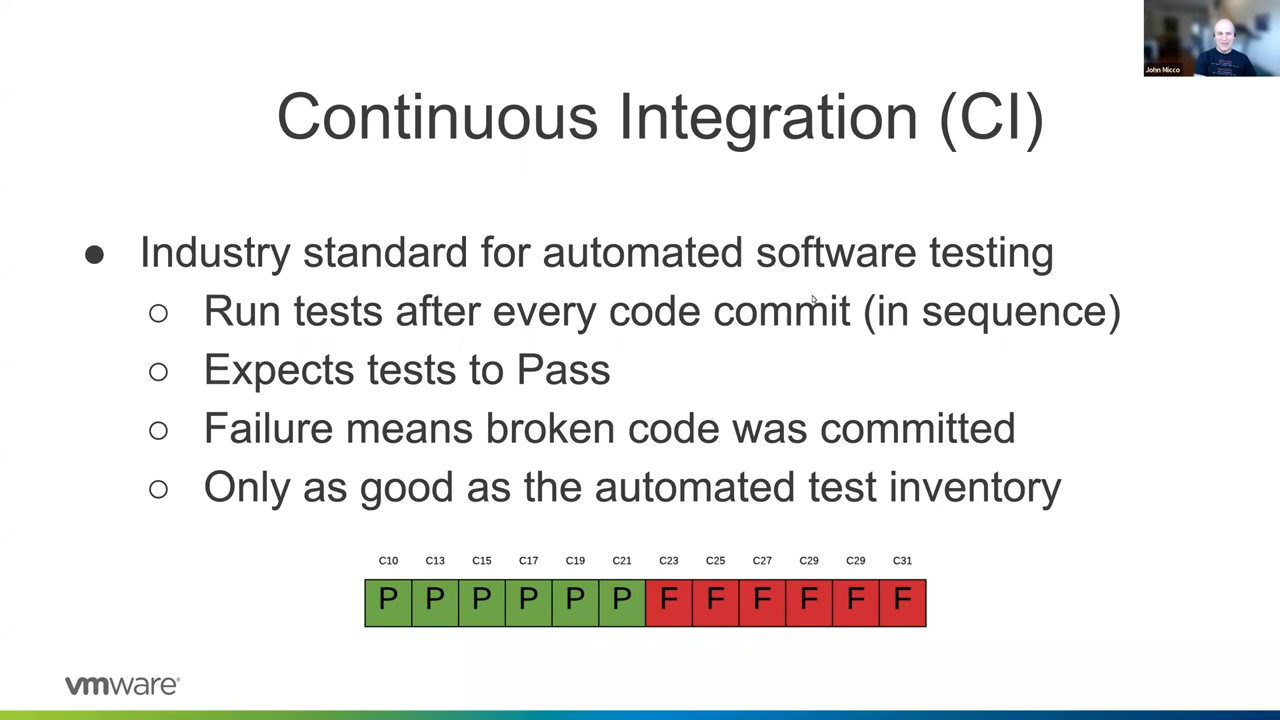 John Micco
Continuous Integration (CI)
● Industry standard for automated software testing
○ Run tests after every code commit (in sequence)
○ Expects tests to Pass
○ Failure means broken code was committed
○ Only as good as the automated test inventory
C10 C13 C15 C17 C19 C21 C23 C25 C27 C29 C29 C31
P P P P P P F F F F F F
vmware®